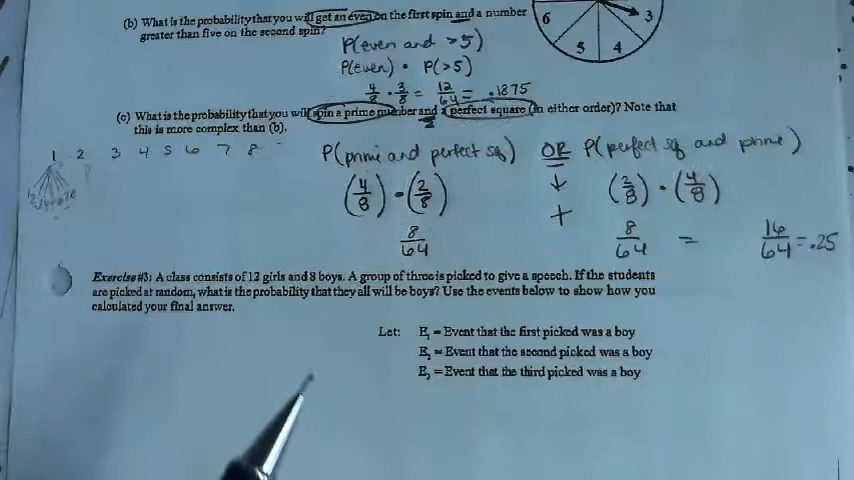 (b) What is the probability that you will get an even on the first spin and a number
greater than five on the second spin?
6 5 4 3
P(even and >5)
P(even) • P(>5)
4/8 · 3/8 = 12/64 = .1875
(c) What is the probability that you will spin a prime number and a perfect square (in either order)? Note that
this is more complex than (b).
1 2 3 4 5 6 7 8
P(prime and perfect sq) OR P(perfect sq and prime)
(4/8) • (2/8) + (2/8) • (4/8)
8/64 8/64 = 16/64 = .25
Exercise #3: A class consists of 12 girls and 8 boys. A group of three is picked to give a speech. If the students
are picked at random, what is the probability that they all will be boys? Use the events below to show how you
calculated your final answer.
Let: E₁ = Event that the first picked was a boy
E₂ = Event that the second picked was a boy
E₃ = Event that the third picked was a boy